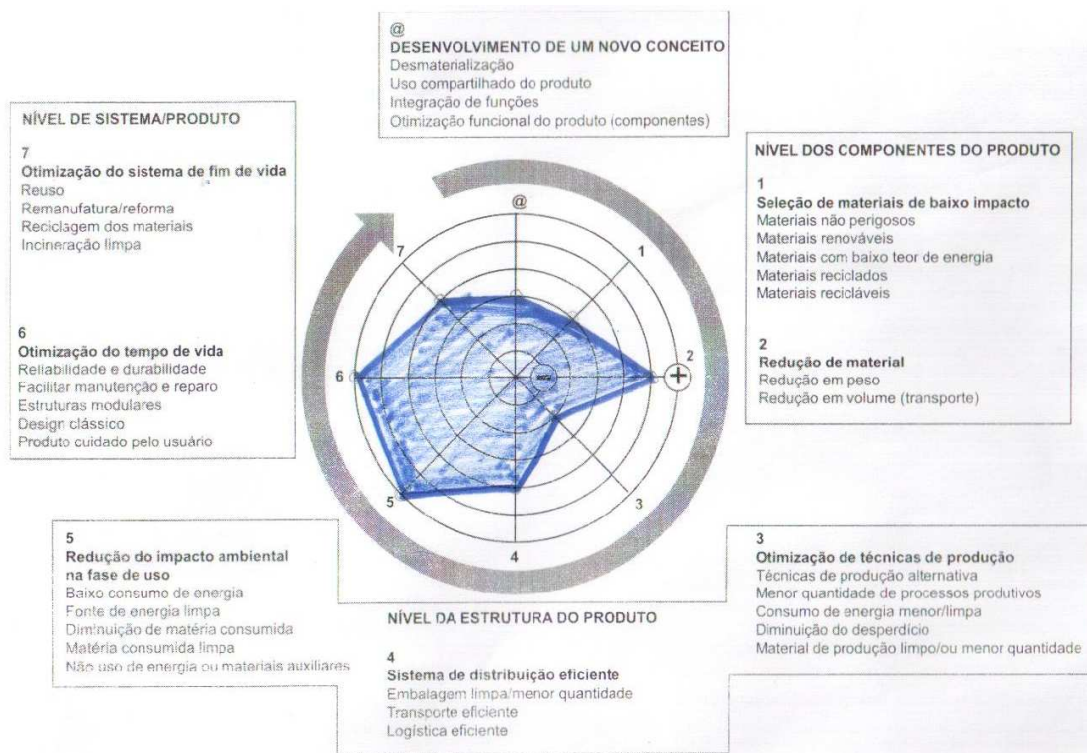 @
DESENVOLVIMENTO DE UM NOVO CONCEITO
Desmaterialização
Uso compartilhado do produto
Integração de funções
Otimização funcional do produto (componentes)
NÍVEL DE SISTEMA/PRODUTO
7
Otimização do sistema de fim de vida
Reuso
Remanufatura/reforma
Reciclagem dos materiais
Incineração limpa
6
Otimização do tempo de vida
Reliabilidade e durabilidade
Facilitar manutenção e reparo
Estruturas modulares
Design clássico
Produto cuidado pelo usuário
NÍVEL DOS COMPONENTES DO PRODUTO
1
Seleção de materiais de baixo impacto
Materiais não perigosos
Materiais renováveis
Materiais com baixo teor de energia
Materiais reciclados
Materiais recicláveis
2
Redução de material
Redução em peso
Redução em volume (transporte)
@
7
1
6
2
+
5
3
4
5
Redução do impacto ambiental
na fase de uso
Baixo consumo de energia
Fonte de energia limpa
Diminuição de matéria consumida
Matéria consumida limpa
Não uso de energia ou materiais auxiliares
NÍVEL DA ESTRUTURA DO PRODUTO
4
Sistema de distribuição eficiente
Embalagem limpa/menor quantidade
Transporte eficiente
Logística eficiente
3
Otimização de técnicas de produção
Técnicas de produção alternativa
Menor quantidade de processos produtivos
Consumo de energia menor/limpa
Diminuição do desperdício
Material de produção limpo/ou menor quantidade